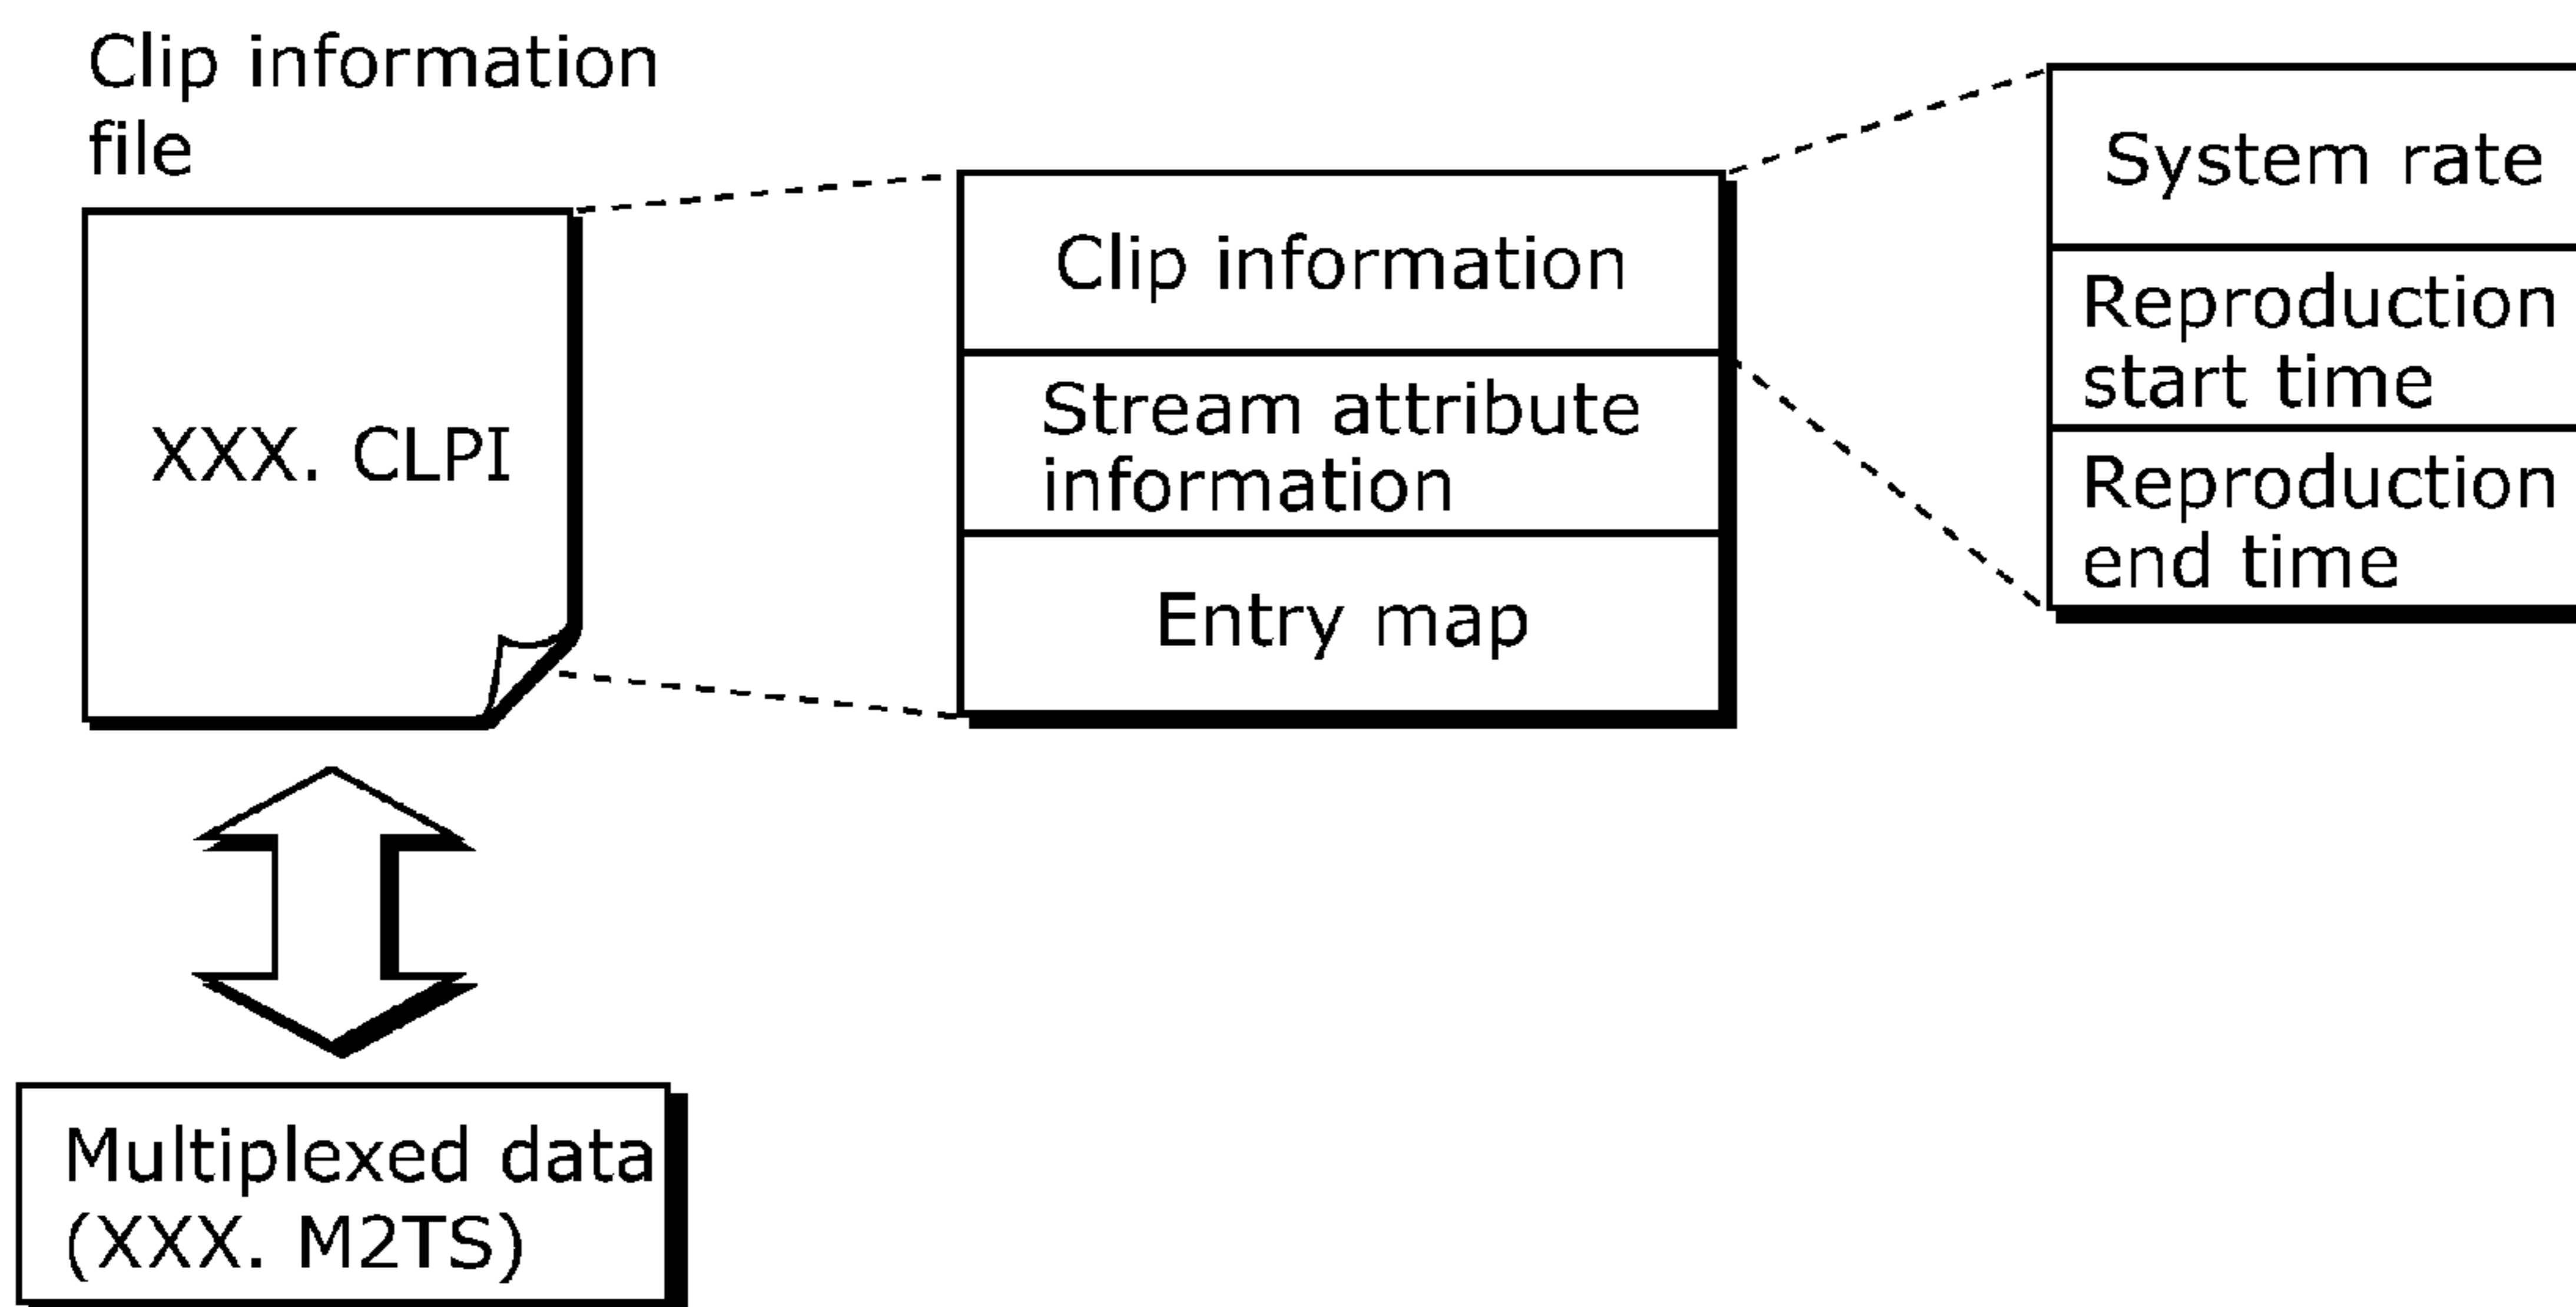 Clip information
file
XXX. CLPI
Multiplexed data
(XXX. M2TS)
Clip information
Stream attribute
information
Entry map
System rate
Reproduction
start time
Reproduction
end time